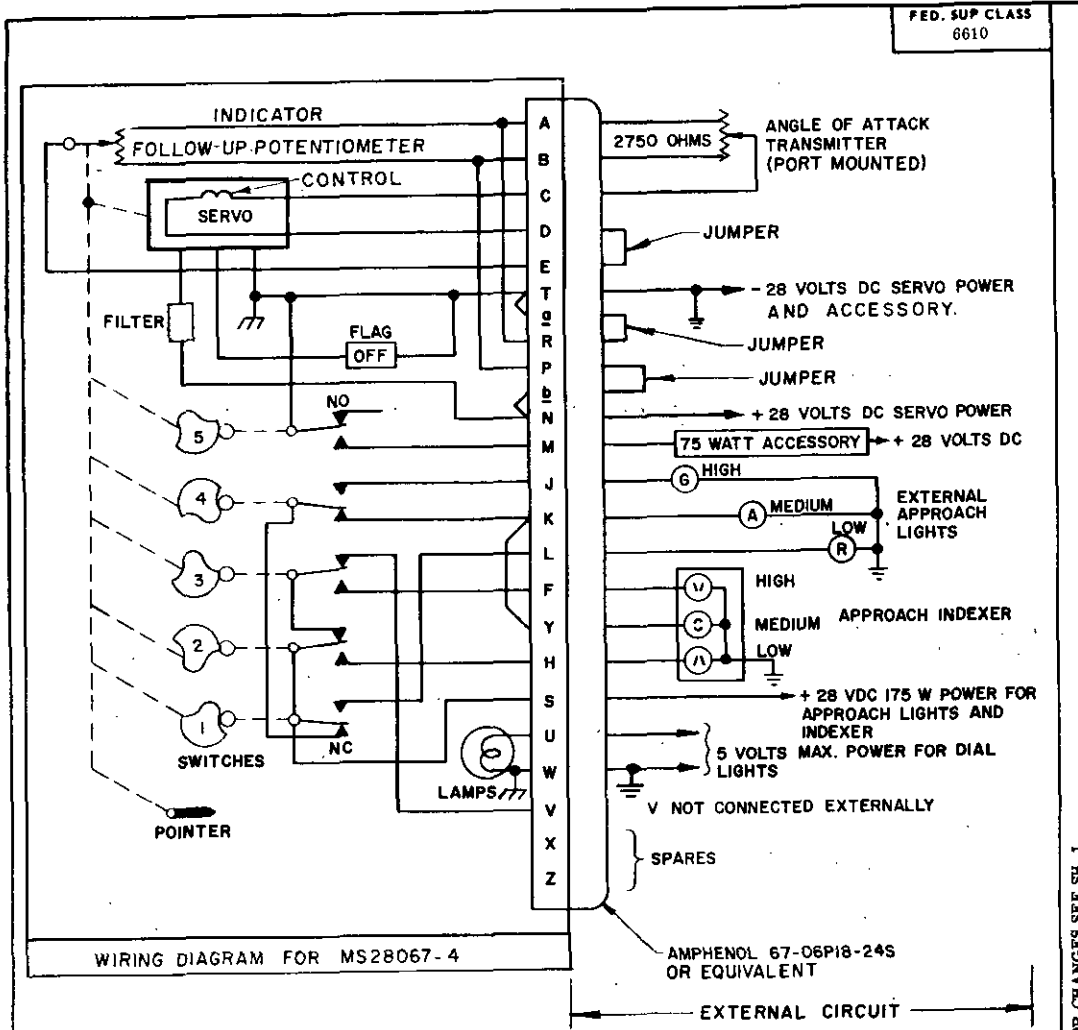 FED. SUP CLASS
6610
INDICATOR
FOLLOW-UP POTENTIOMETER
CONTROL
SERVO
FILTER
FLAG
OFF
NO
5
4
3
2
1
NC
SWITCHES
LAMPS
POINTER
A
B
C
D
E
T
a
R
P
b
N
M
J
K
L
F
Y
H
S
U
W
V
X
Z
2750 OHMS
ANGLE OF ATTACK
TRANSMITTER
(PORT MOUNTED)
JUMPER
- 28 VOLTS DC SERVO POWER
AND ACCESSORY.
JUMPER
JUMPER
+ 28 VOLTS DC SERVO POWER
75 WATT ACCESSORY
+ 28 VOLTS DC
G
HIGH
A
MEDIUM
LOW
R
EXTERNAL
APPROACH
LIGHTS
HIGH
MEDIUM
LOW
APPROACH INDEXER
+ 28 VDC 175 W POWER FOR
APPROACH LIGHTS AND
INDEXER
5 VOLTS MAX. POWER FOR DIAL
LIGHTS
V NOT CONNECTED EXTERNALLY
SPARES
AMPHENOL 67-06P18-24S
OR EQUIVALENT
WIRING DIAGRAM FOR MS28067-4
EXTERNAL CIRCUIT
CHANGES SEE SH. 1